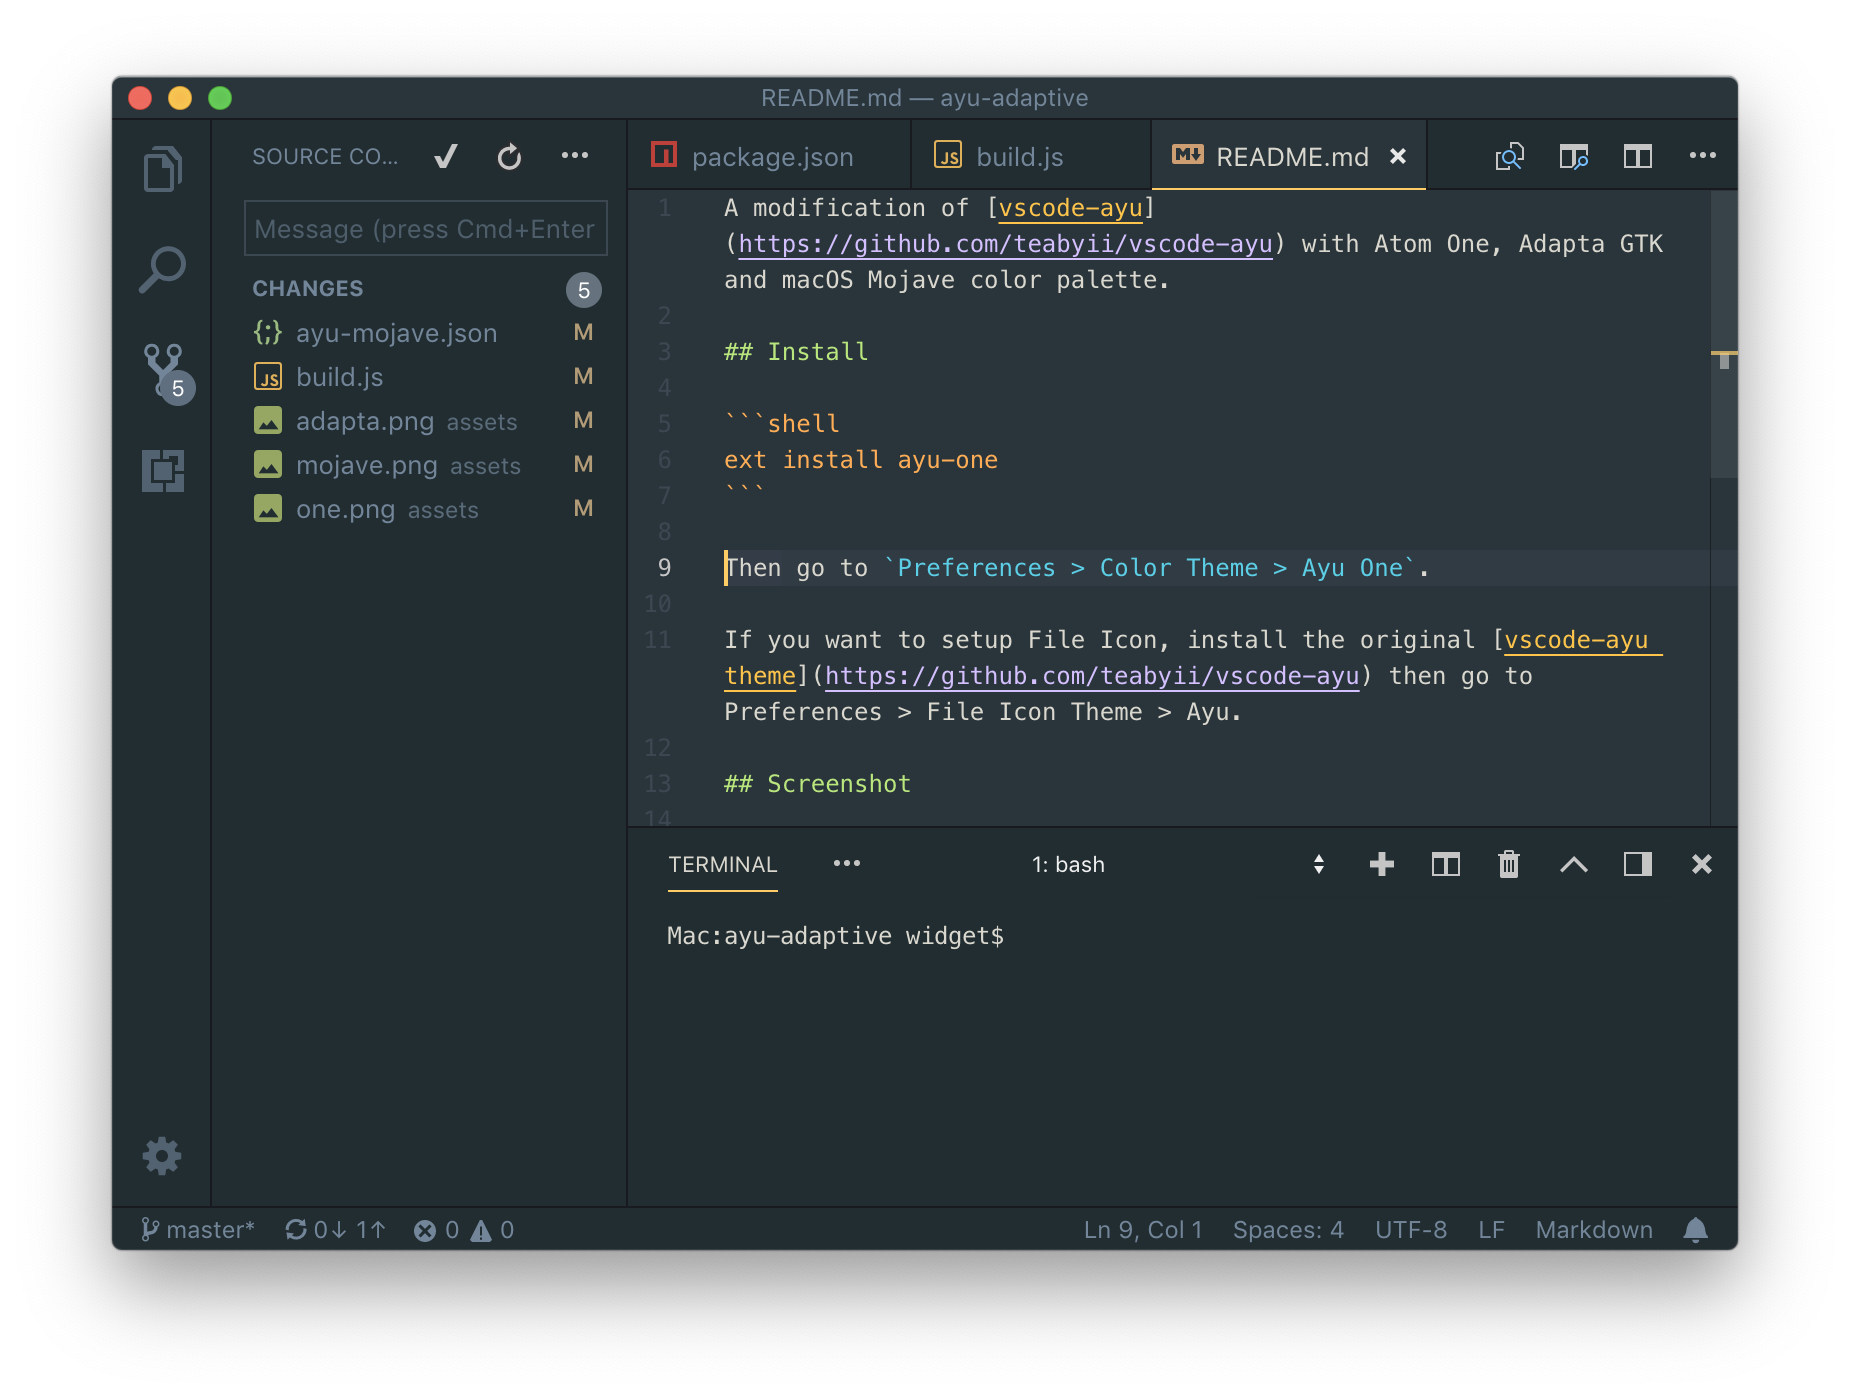 README.md — ayu-adaptive
SOURCE CO...
package.json
JS build.js
M↓ README.md
Message (press Cmd+Enter
CHANGES 5
{;} ayu-mojave.json M
JS build.js M
adapta.png assets M
mojave.png assets M
one.png assets M
5
1 A modification of [vscode-ayu]
(https://github.com/teabyii/vscode-ayu) with Atom One, Adapta GTK
and macOS Mojave color palette.
2
3 ## Install
4
5 ```shell
6 ext install ayu-one
7 ```
8
9 Then go to `Preferences > Color Theme > Ayu One`.
10
11 If you want to setup File Icon, install the original [vscode-ayu
theme](https://github.com/teabyii/vscode-ayu) then go to
Preferences > File Icon Theme > Ayu.
12
13 ## Screenshot
14
TERMINAL ••• 1: bash
Mac:ayu-adaptive widget$
master* 0↓ 1↑ 0 0 Ln 9, Col 1 Spaces: 4 UTF-8 LF Markdown